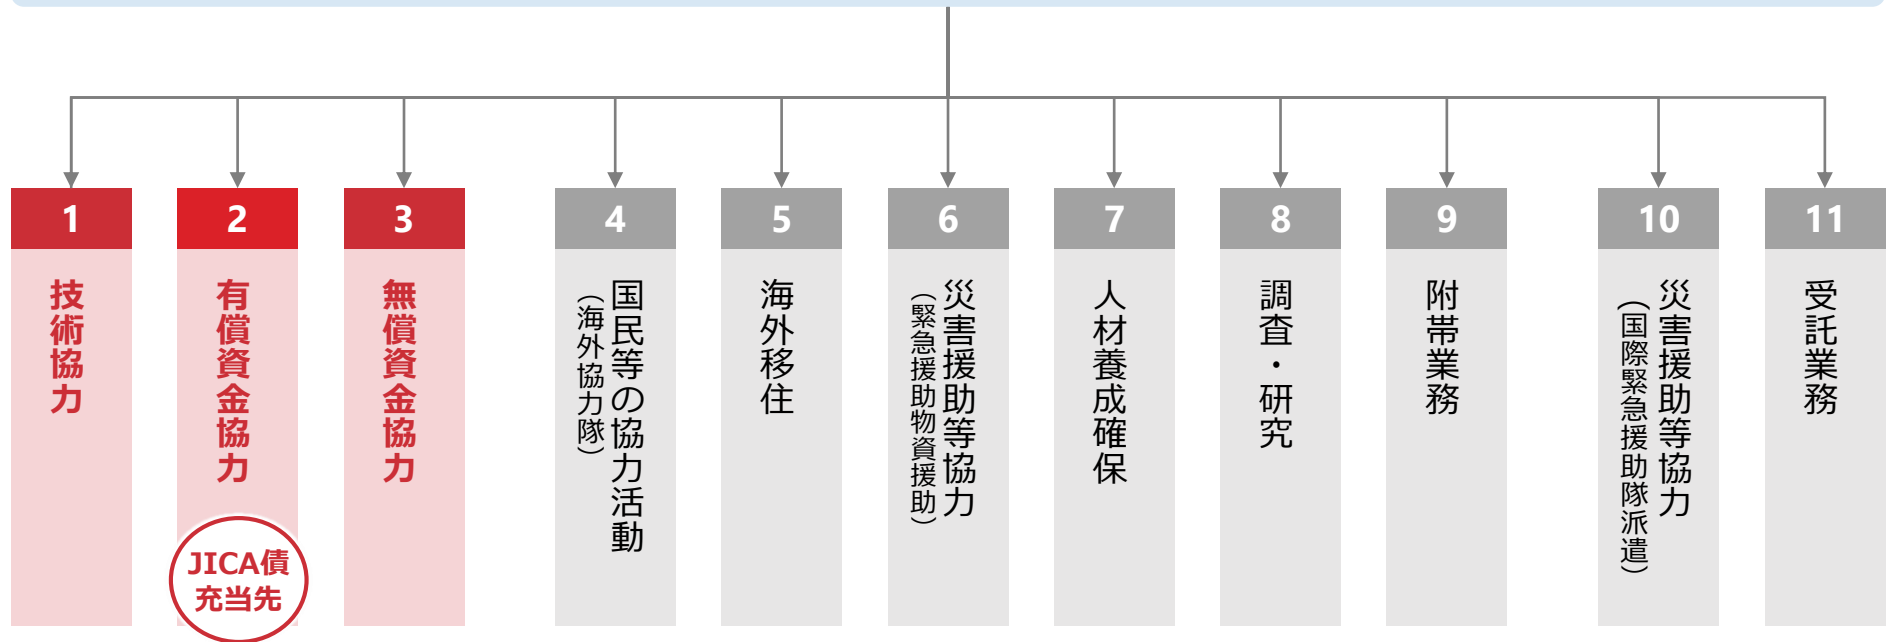 1
技術協力
2
有償資金協力
JICA債
充当先
3
無償資金協力
4
国民等の協力活動
（海外協力隊）
5
海外移住
6
災害援助等協力
（緊急援助物資援助）
7
人材養成確保
8
調査・研究
9
附帯業務
10
災害援助等協力
（国際緊急援助隊派遣）
11
受託業務